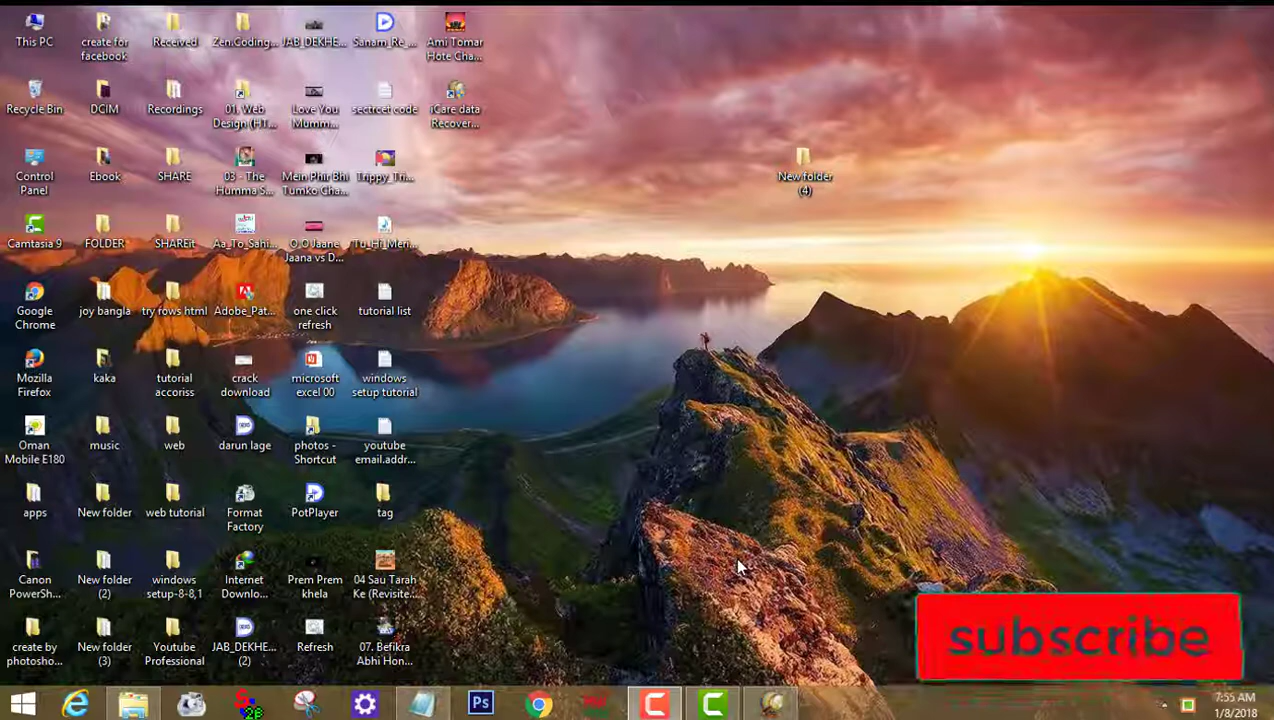 This PC
create for
facebook
Received
Zen.Coding...
JAB_DEKHE...
Sanam_Re_...
Ami Tomar
Hote Cha...
Recycle Bin
DCIM
Recordings
01. Web
Design (HT...
Love You
Mumm...
sectrcet code
iCare data
Recover...
Control
Panel
Ebook
SHARE
03 - The
Humma S...
Mein Phir Bhi
Tumko Cha...
Trippy_Tri...
New folder
(4)
Camtasia 9
FOLDER
SHAREit
Aa_To_Sahi...
O O Jaane
Jaana vs D...
Tu_Hi_Meri...
Google
Chrome
joy bangla
try rows html
Adobe_Pat...
one click
refresh
tutorial list
Mozilla
Firefox
kaka
tutorial
accoriss
crack
download
microsoft
excel 00
windows
setup tutorial
Oman
Mobile E180
music
web
darun lage
photos -
Shortcut
youtube
email.addr...
apps
New folder
web tutorial
Format
Factory
PotPlayer
tag
Canon
PowerSh...
New folder
(2)
windows
setup-8-8,1
Internet
Downlo...
Prem Prem
khela
04 Sau Tarah
Ke (Revisite...
create by
photosho...
New folder
(3)
Youtube
Professional
JAB_DEKHE...
(2)
Refresh
07. Befikra
Abhi Hon...
subscribe
Ps
7:55 AM
1/8/2018